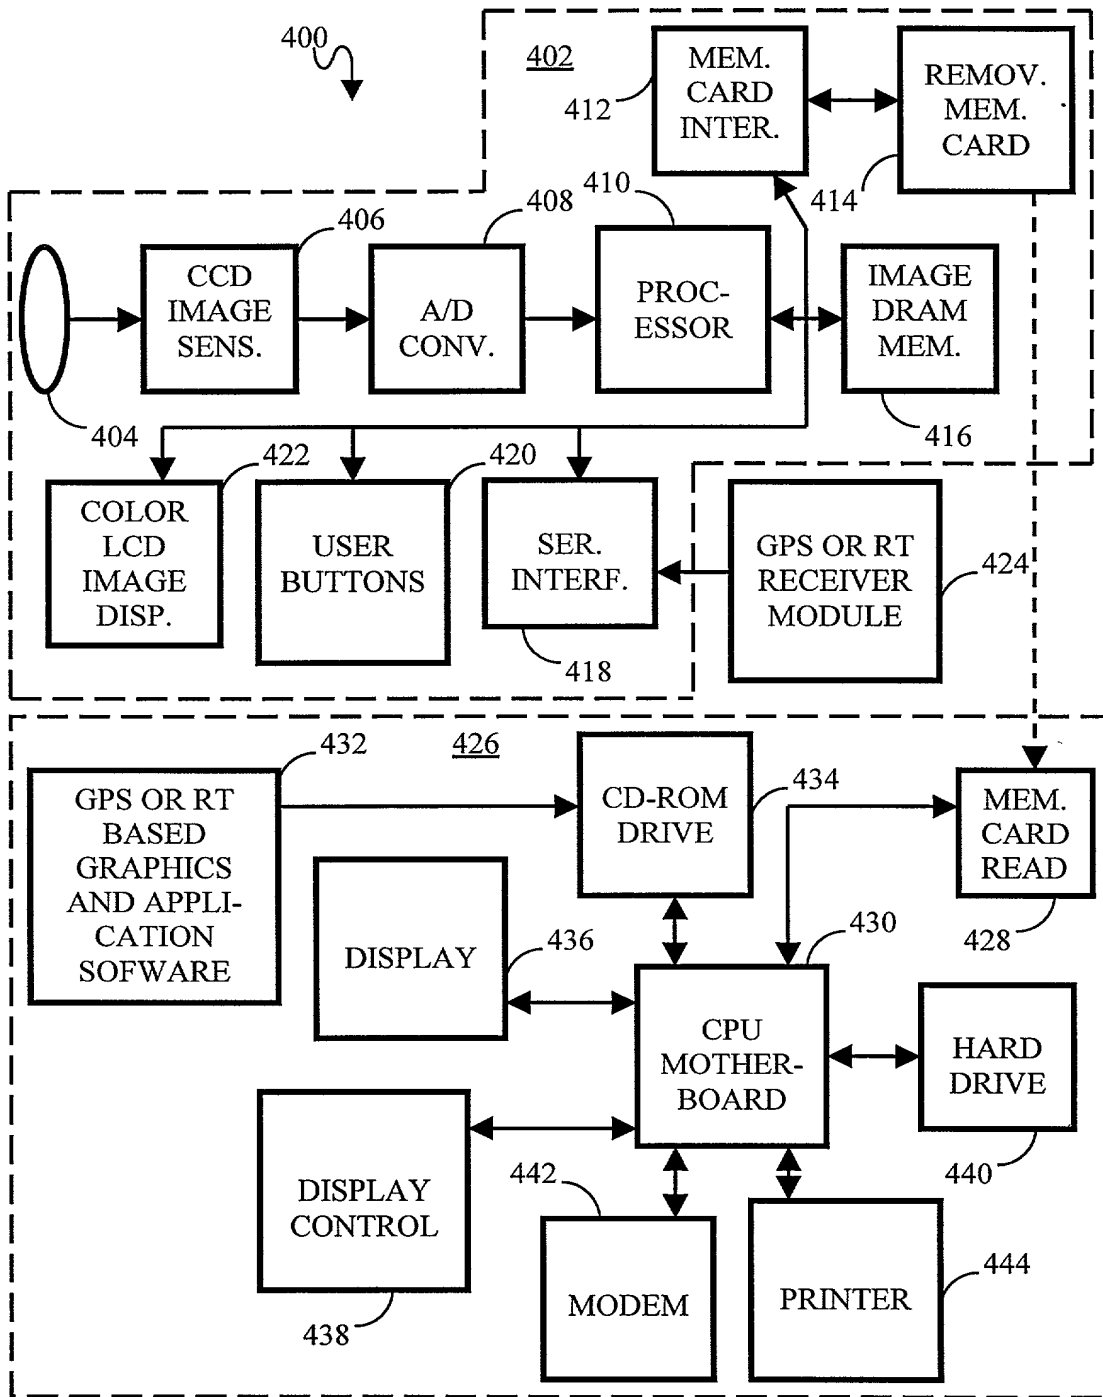 400
402
412
MEM.
CARD
INTER.
REMOV.
MEM.
CARD
414
406
408
410
CCD
IMAGE
SENS.
A/D
CONV.
PROC-
ESSOR
IMAGE
DRAM
MEM.
404
416
422
420
COLOR
LCD
IMAGE
DISP.
USER
BUTTONS
SER.
INTERF.
418
GPS OR RT
RECEIVER
MODULE
424
432
426
GPS OR RT
BASED
GRAPHICS
AND APPLI-
CATION
SOFWARE
CD-ROM
DRIVE
434
MEM.
CARD
READ
428
DISPLAY
436
430
CPU
MOTHER-
BOARD
HARD
DRIVE
440
DISPLAY
CONTROL
438
442
MODEM
PRINTER
444